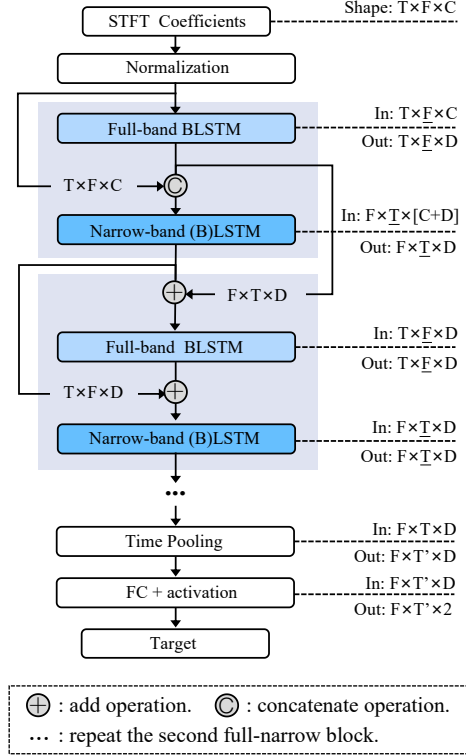 STFT Coefficients
Shape: T×F×C
Normalization
Full-band BLSTM
In: T×F×C
Out: T×F×D
T×F×C
C
Narrow-band (B)LSTM
In: F×T×[C+D]
Out: F×T×D
+
F×T×D
Full-band BLSTM
In: T×F×D
Out: T×F×D
T×F×D
+
Narrow-band (B)LSTM
In: F×T×D
Out: F×T×D
...
Time Pooling
In: F×T×D
Out: F×T'×D
FC + activation
In: F×T'×D
Out: F×T'×2
Target
+ : add operation. C : concatenate operation.
... : repeat the second full-narrow block.